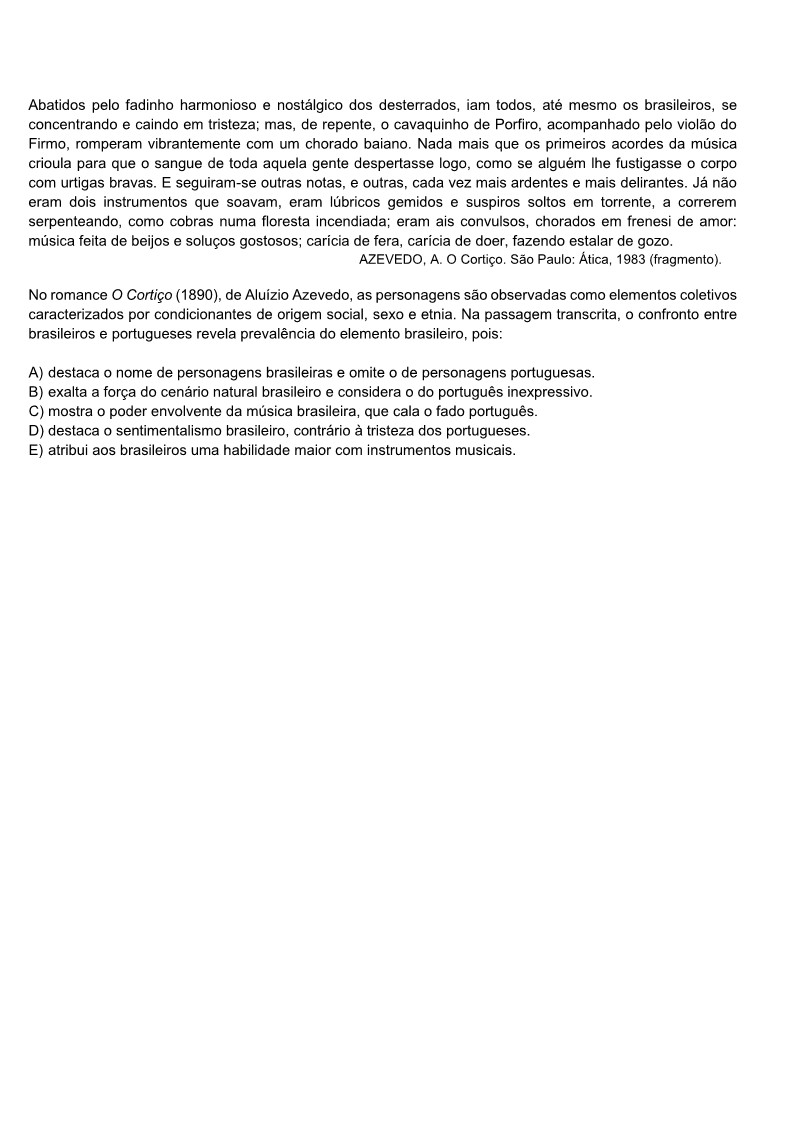 Abatidos pelo fadinho harmonioso e nostálgico dos desterrados, iam todos, até mesmo os brasileiros, se
concentrando e caindo em tristeza; mas, de repente, o cavaquinho de Porfiro, acompanhado pelo violão do
Firmo, romperam vibrantemente com um chorado baiano. Nada mais que os primeiros acordes da música
crioula para que o sangue de toda aquela gente despertasse logo, como se alguém lhe fustigasse o corpo
com urtigas bravas. E seguiram-se outras notas, e outras, cada vez mais ardentes e mais delirantes. Já não
eram dois instrumentos que soavam, eram lúbricos gemidos e suspiros soltos em torrente, a correrem
serpenteando, como cobras numa floresta incendiada; eram ais convulsos, chorados em frenesi de amor:
música feita de beijos e soluços gostosos; carícia de fera, carícia de doer, fazendo estalar de gozo.
AZEVEDO, A. O Cortiço. São Paulo: Ática, 1983 (fragmento).
No romance O Cortiço (1890), de Aluízio Azevedo, as personagens são observadas como elementos coletivos
caracterizados por condicionantes de origem social, sexo e etnia. Na passagem transcrita, o confronto entre
brasileiros e portugueses revela prevalência do elemento brasileiro, pois:
A) destaca o nome de personagens brasileiras e omite o de personagens portuguesas.
B) exalta a força do cenário natural brasileiro e considera o do português inexpressivo.
C) mostra o poder envolvente da música brasileira, que cala o fado português.
D) destaca o sentimentalismo brasileiro, contrário à tristeza dos portugueses.
E) atribui aos brasileiros uma habilidade maior com instrumentos musicais.